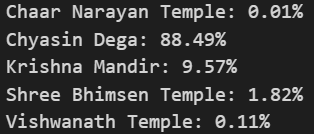 Chaar Narayan Temple: 0.01%
Chyasin Dega: 88.49%
Krishna Mandir: 9.57%
Shree Bhimsen Temple: 1.82%
Vishwanath Temple: 0.11%